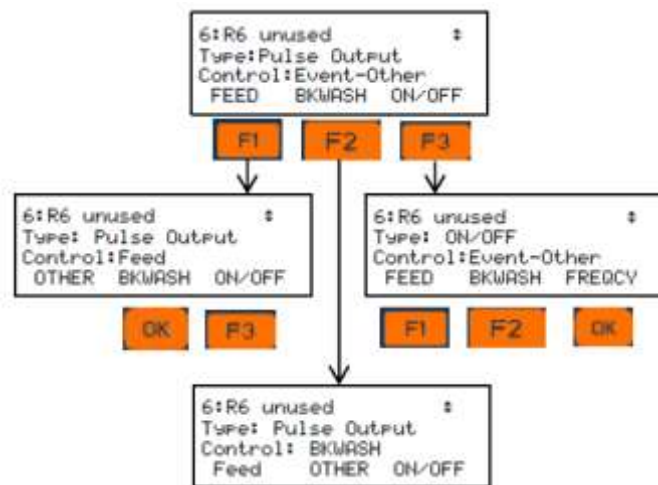 6:R6 unused
Type:Pulse Output
Control:Event-Other
FEED BKWASH ON/OFF
F1 F2 F3
6:R6 unused
Type: Pulse Output
Control:Feed
OTHER BKWASH ON/OFF
OK F3
6:R6 unused
Type: ON/OFF
Control:Event-Other
FEED BKWASH FREQCY
F1 F2 OK
6:R6 unused
Type: Pulse Output
Control: BKWASH
Feed OTHER ON/OFF